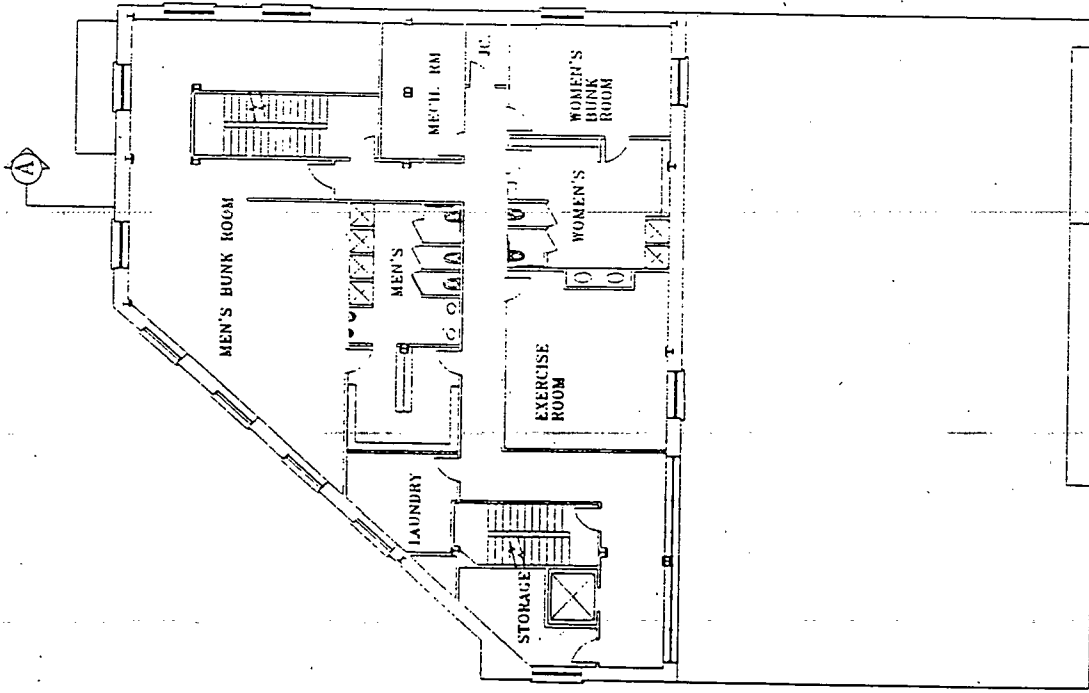 A
MEN'S BUNK ROOM
MECH. RM
JC.
WOMEN'S
BUNK
ROOM
MEN'S
WOMEN'S
EXERCISE
ROOM
LAUNDRY
STORAGE